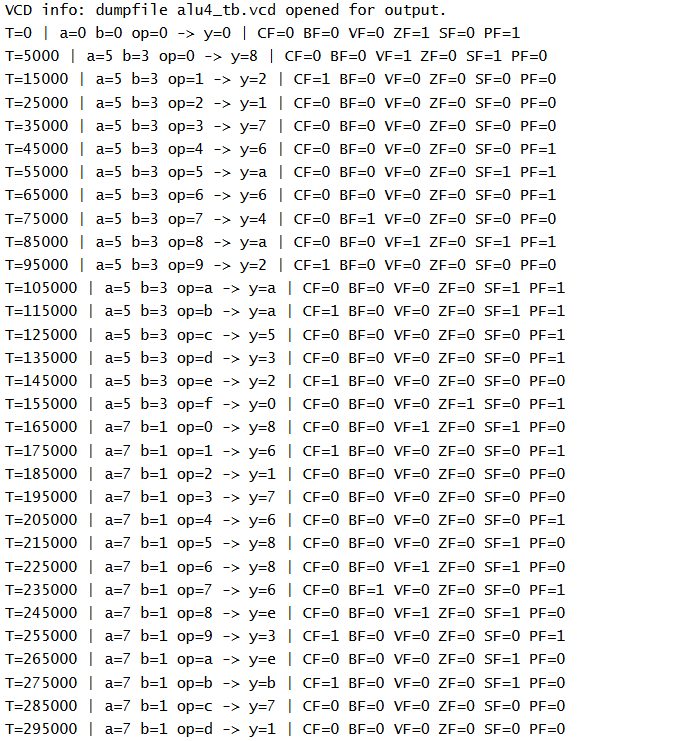 VCD info: dumpfile alu4_tb.vcd opened for output.
T=0 | a=0 b=0 op=0 -> y=0 | CF=0 BF=0 VF=0 ZF=1 SF=0 PF=1
T=5000 | a=5 b=3 op=0 -> y=8 | CF=0 BF=0 VF=1 ZF=0 SF=1 PF=0
T=15000 | a=5 b=3 op=1 -> y=2 | CF=1 BF=0 VF=0 ZF=0 SF=0 PF=0
T=25000 | a=5 b=3 op=2 -> y=1 | CF=0 BF=0 VF=0 ZF=0 SF=0 PF=0
T=35000 | a=5 b=3 op=3 -> y=7 | CF=0 BF=0 VF=0 ZF=0 SF=0 PF=0
T=45000 | a=5 b=3 op=4 -> y=6 | CF=0 BF=0 VF=0 ZF=0 SF=0 PF=1
T=55000 | a=5 b=3 op=5 -> y=a | CF=0 BF=0 VF=0 ZF=0 SF=1 PF=1
T=65000 | a=5 b=3 op=6 -> y=6 | CF=0 BF=0 VF=0 ZF=0 SF=0 PF=1
T=75000 | a=5 b=3 op=7 -> y=4 | CF=0 BF=1 VF=0 ZF=0 SF=0 PF=0
T=85000 | a=5 b=3 op=8 -> y=a | CF=0 BF=0 VF=1 ZF=0 SF=1 PF=1
T=95000 | a=5 b=3 op=9 -> y=2 | CF=1 BF=0 VF=0 ZF=0 SF=0 PF=0
T=105000 | a=5 b=3 op=a -> y=a | CF=0 BF=0 VF=0 ZF=0 SF=1 PF=1
T=115000 | a=5 b=3 op=b -> y=a | CF=1 BF=0 VF=0 ZF=0 SF=1 PF=1
T=125000 | a=5 b=3 op=c -> y=5 | CF=0 BF=0 VF=0 ZF=0 SF=0 PF=1
T=135000 | a=5 b=3 op=d -> y=3 | CF=0 BF=0 VF=0 ZF=0 SF=0 PF=1
T=145000 | a=5 b=3 op=e -> y=2 | CF=1 BF=0 VF=0 ZF=0 SF=0 PF=0
T=155000 | a=5 b=3 op=f -> y=0 | CF=0 BF=0 VF=0 ZF=1 SF=0 PF=1
T=165000 | a=7 b=1 op=0 -> y=8 | CF=0 BF=0 VF=1 ZF=0 SF=1 PF=0
T=175000 | a=7 b=1 op=1 -> y=6 | CF=1 BF=0 VF=0 ZF=0 SF=0 PF=1
T=185000 | a=7 b=1 op=2 -> y=1 | CF=0 BF=0 VF=0 ZF=0 SF=0 PF=0
T=195000 | a=7 b=1 op=3 -> y=7 | CF=0 BF=0 VF=0 ZF=0 SF=0 PF=0
T=205000 | a=7 b=1 op=4 -> y=6 | CF=0 BF=0 VF=0 ZF=0 SF=0 PF=1
T=215000 | a=7 b=1 op=5 -> y=8 | CF=0 BF=0 VF=0 ZF=0 SF=1 PF=0
T=225000 | a=7 b=1 op=6 -> y=8 | CF=0 BF=0 VF=1 ZF=0 SF=1 PF=0
T=235000 | a=7 b=1 op=7 -> y=6 | CF=0 BF=1 VF=0 ZF=0 SF=0 PF=1
T=245000 | a=7 b=1 op=8 -> y=e | CF=0 BF=0 VF=1 ZF=0 SF=1 PF=0
T=255000 | a=7 b=1 op=9 -> y=3 | CF=1 BF=0 VF=0 ZF=0 SF=0 PF=1
T=265000 | a=7 b=1 op=a -> y=e | CF=0 BF=0 VF=0 ZF=0 SF=1 PF=0
T=275000 | a=7 b=1 op=b -> y=b | CF=1 BF=0 VF=0 ZF=0 SF=1 PF=0
T=285000 | a=7 b=1 op=c -> y=7 | CF=0 BF=0 VF=0 ZF=0 SF=0 PF=0
T=295000 | a=7 b=1 op=d -> y=1 | CF=0 BF=0 VF=0 ZF=0 SF=0 PF=0